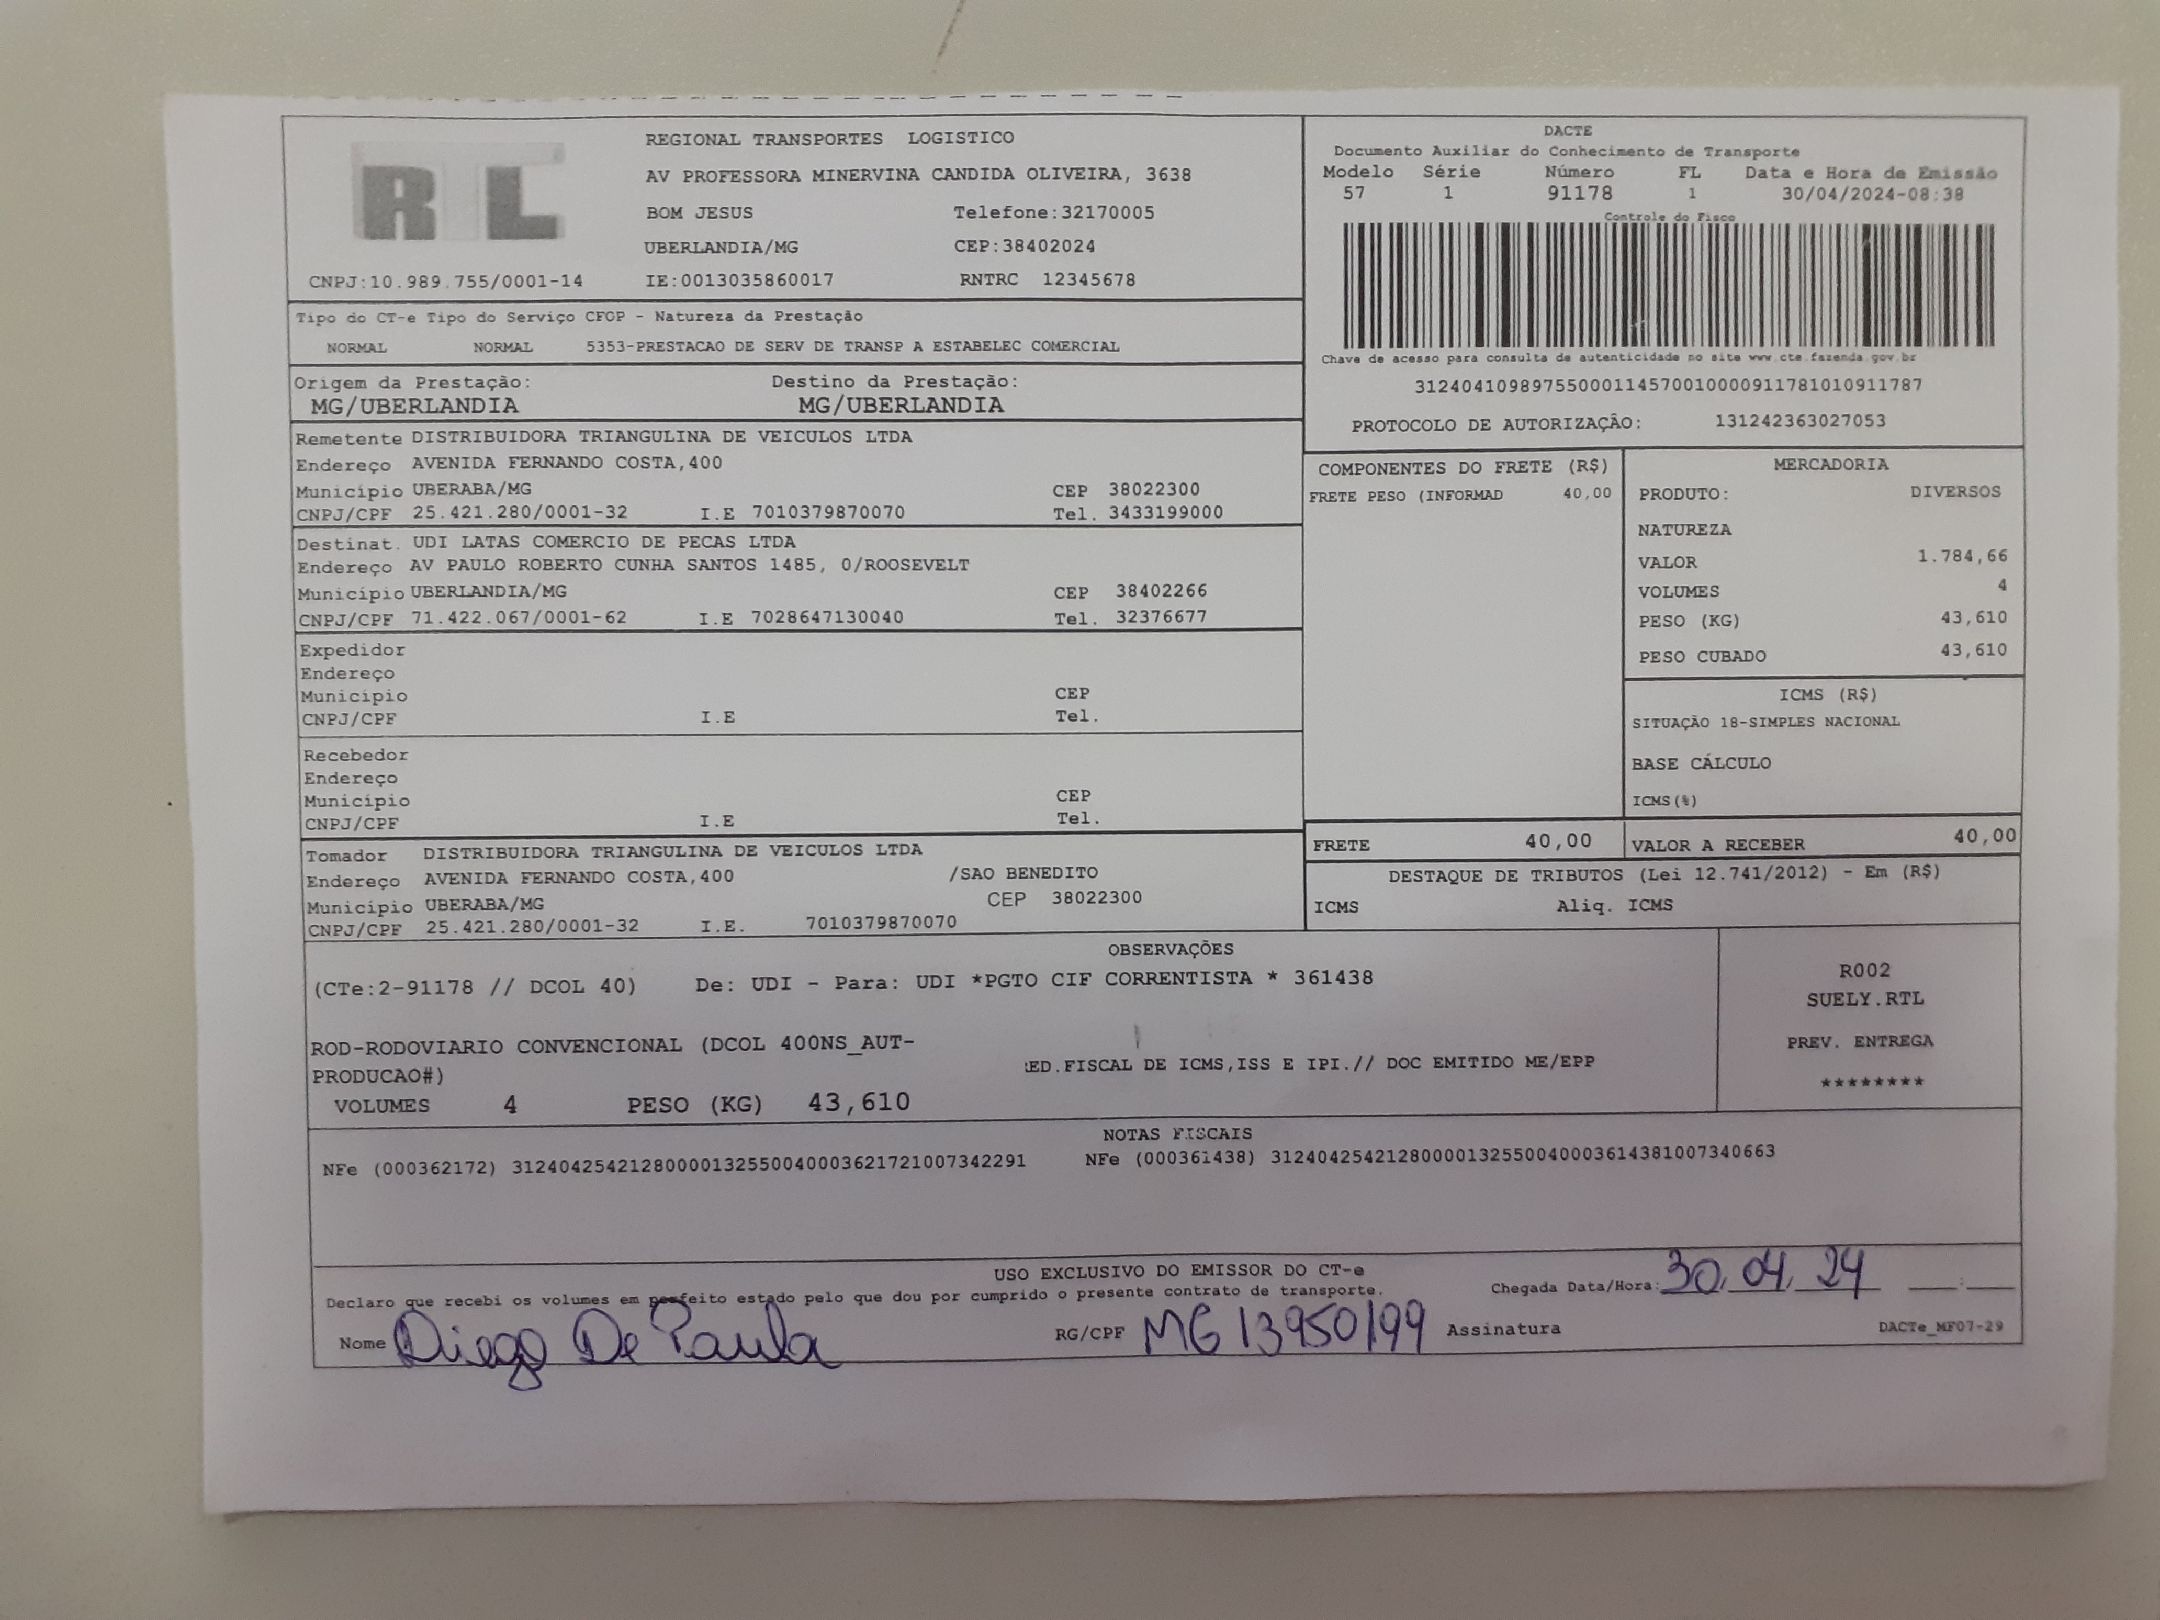 RTL
REGIONAL TRANSPORTES LOGISTICO
AV PROFESSORA MINERVINA CANDIDA OLIVEIRA, 3638
BOM JESUS Telefone:32170005
UBERLANDIA/MG CEP:38402024
CNPJ:10.989.755/0001-14 IE:0013035860017 RNTRC 12345678
DACTE
Documento Auxiliar do Conhecimento de Transporte
Modelo Série Número FL Data e Hora de Emissão
57 1 91178 1 30/04/2024-08:38
Controle do Fisco
Chave de acesso para consulta de autenticidade no site www.cte.fazenda.gov.br
31240410989755000114570010000911781010911787
PROTOCOLO DE AUTORIZAÇÃO: 131242363027053
Tipo do CT-e Tipo do Serviço CFOP - Natureza da Prestação
NORMAL NORMAL 5353-PRESTACAO DE SERV DE TRANSP A ESTABELEC COMERCIAL
Origem da Prestação: Destino da Prestação:
MG/UBERLANDIA MG/UBERLANDIA
Remetente DISTRIBUIDORA TRIANGULINA DE VEICULOS LTDA
Endereço AVENIDA FERNANDO COSTA,400
Município UBERABA/MG CEP 38022300
CNPJ/CPF 25.421.280/0001-32 I.E 7010379870070 Tel. 3433199000
Destinat. UDI LATAS COMERCIO DE PECAS LTDA
Endereço AV PAULO ROBERTO CUNHA SANTOS 1485, 0/ROOSEVELT
Município UBERLANDIA/MG CEP 38402266
CNPJ/CPF 71.422.067/0001-62 I.E 7028647130040 Tel. 32376677
Expedidor
Endereço
Município CEP
CNPJ/CPF I.E Tel.
Recebedor
Endereço
Município CEP
CNPJ/CPF I.E Tel.
Tomador DISTRIBUIDORA TRIANGULINA DE VEICULOS LTDA
Endereço AVENIDA FERNANDO COSTA,400 /SAO BENEDITO
Município UBERABA/MG CEP 38022300
CNPJ/CPF 25.421.280/0001-32 I.E. 7010379870070
COMPONENTES DO FRETE (R$)
FRETE PESO (INFORMAD 40,00
MERCADORIA
PRODUTO: DIVERSOS
NATUREZA
VALOR 1.784,66
VOLUMES 4
PESO (KG) 43,610
PESO CUBADO 43,610
ICMS (R$)
SITUAÇÃO 18-SIMPLES NACIONAL
BASE CÁLCULO
ICMS(%)
FRETE 40,00 VALOR A RECEBER 40,00
DESTAQUE DE TRIBUTOS (Lei 12.741/2012) - Em (R$)
ICMS Aliq. ICMS
OBSERVAÇÕES
(CTe:2-91178 // DCOL 40) De: UDI - Para: UDI *PGTO CIF CORRENTISTA * 361438
ROD-RODOVIARIO CONVENCIONAL (DCOL 400NS_AUT-
PRODUCAO#) ED.FISCAL DE ICMS,ISS E IPI.// DOC EMITIDO ME/EPP
VOLUMES 4 PESO (KG) 43,610
R002
SUELY.RTL
PREV. ENTREGA
********
NOTAS FISCAIS
NFe (000362172) 31240425421280000132550040003621721007342291 NFe (000361438) 31240425421280000132550040003614381007340663
USO EXCLUSIVO DO EMISSOR DO CT-e
Declaro que recebi os volumes em perfeito estado pelo que dou por cumprido o presente contrato de transporte. Chegada Data/Hora: 30.04.24 __:__
Nome Diego De Paula RG/CPF MG13950199 Assinatura DACTe_MF07-29